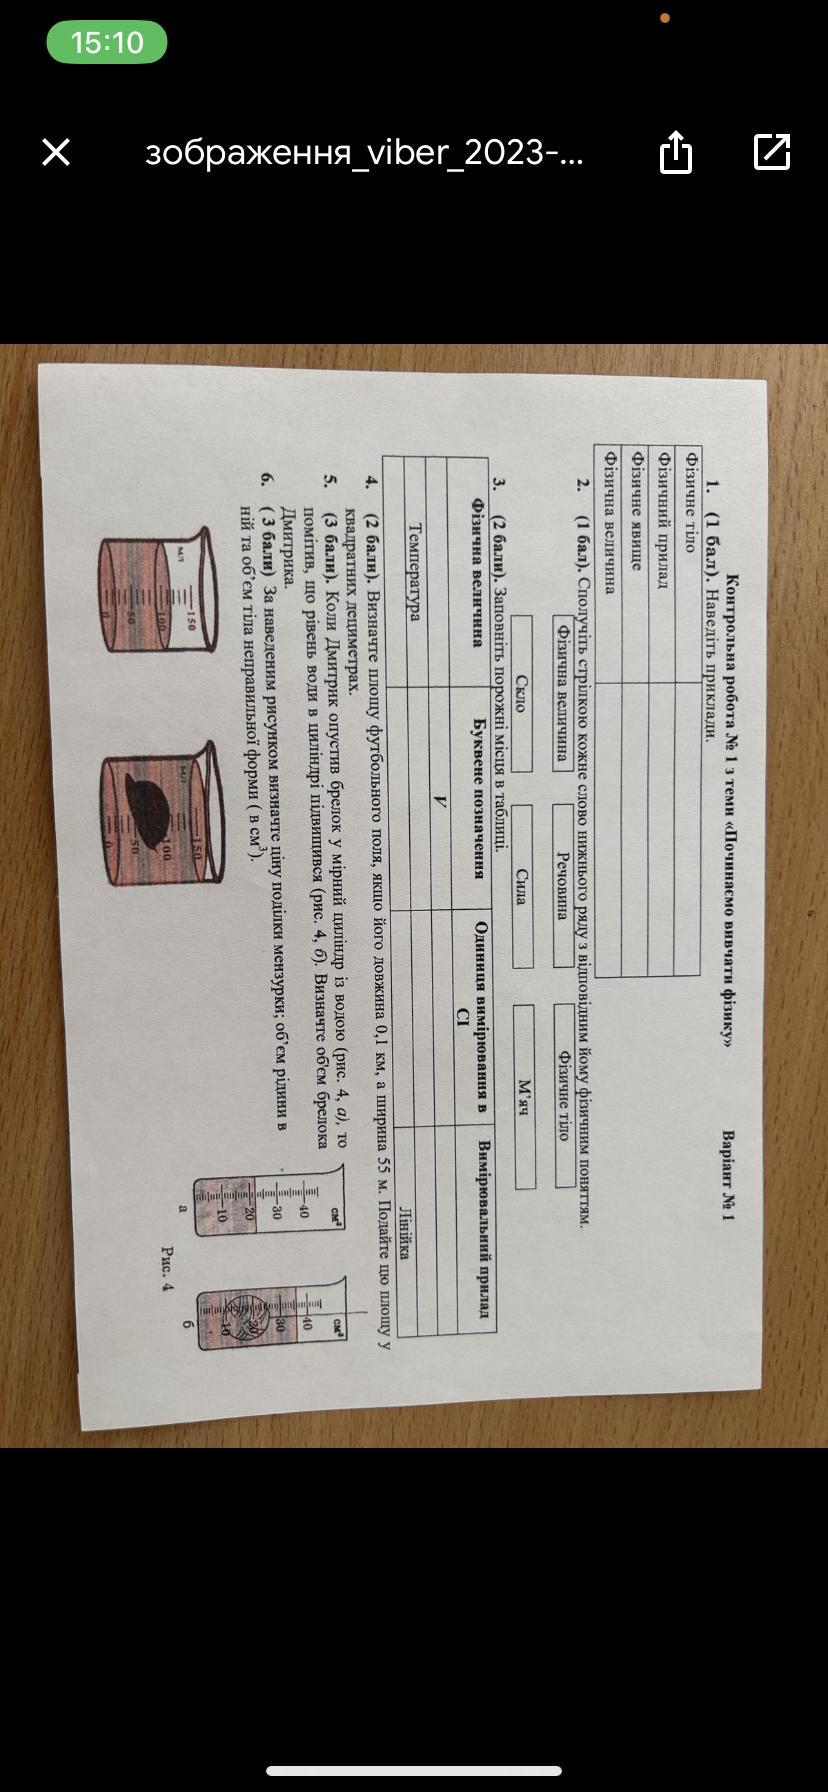 15:10
зображення_viber_2023-...
Контрольна робота № 1 з теми «Починаємо вивчати фізику» Варіант № 1
1. (1 бал). Наведіть приклади.
Фізичне тіло
Фізичний прилад
Фізичне явище
Фізична величина
2. (1 бал). Сполучіть стрілкою кожне слово нижнього ряду з відповідним йому фізичним поняттям.
Фізична величина Речовина Фізичне тіло
Скло Сила М'яч
3. (2 бали). Заповніть порожні місця в таблиці.
Фізична величина Буквене позначення Одиниця вимірювання в СІ Вимірювальний прилад
V
Температура
Лінійка
4. (2 бали). Визначте площу футбольного поля, якщо його довжина 0,1 км, а ширина 55 м. Подайте цю площу у
квадратних дециметрах.
5. (3 бали). Коли Дмитрик опустив брелок у мірний циліндр із водою (рис. 4, а), то
помітив, що рівень води в циліндрі підвищився (рис. 4, б). Визначте об'єм брелока
Дмитрика.
6. ( 3 бали) За наведеним рисунком визначте ціну поділки мензурки; об'єм рідини в
ній та об'єм тіла неправильної форми ( в см³).
мл 150 100 50 0
мл 150 100 50 0
см³ 40 30 20 10
а
см³ 40 30 20 10
б
Рис. 4